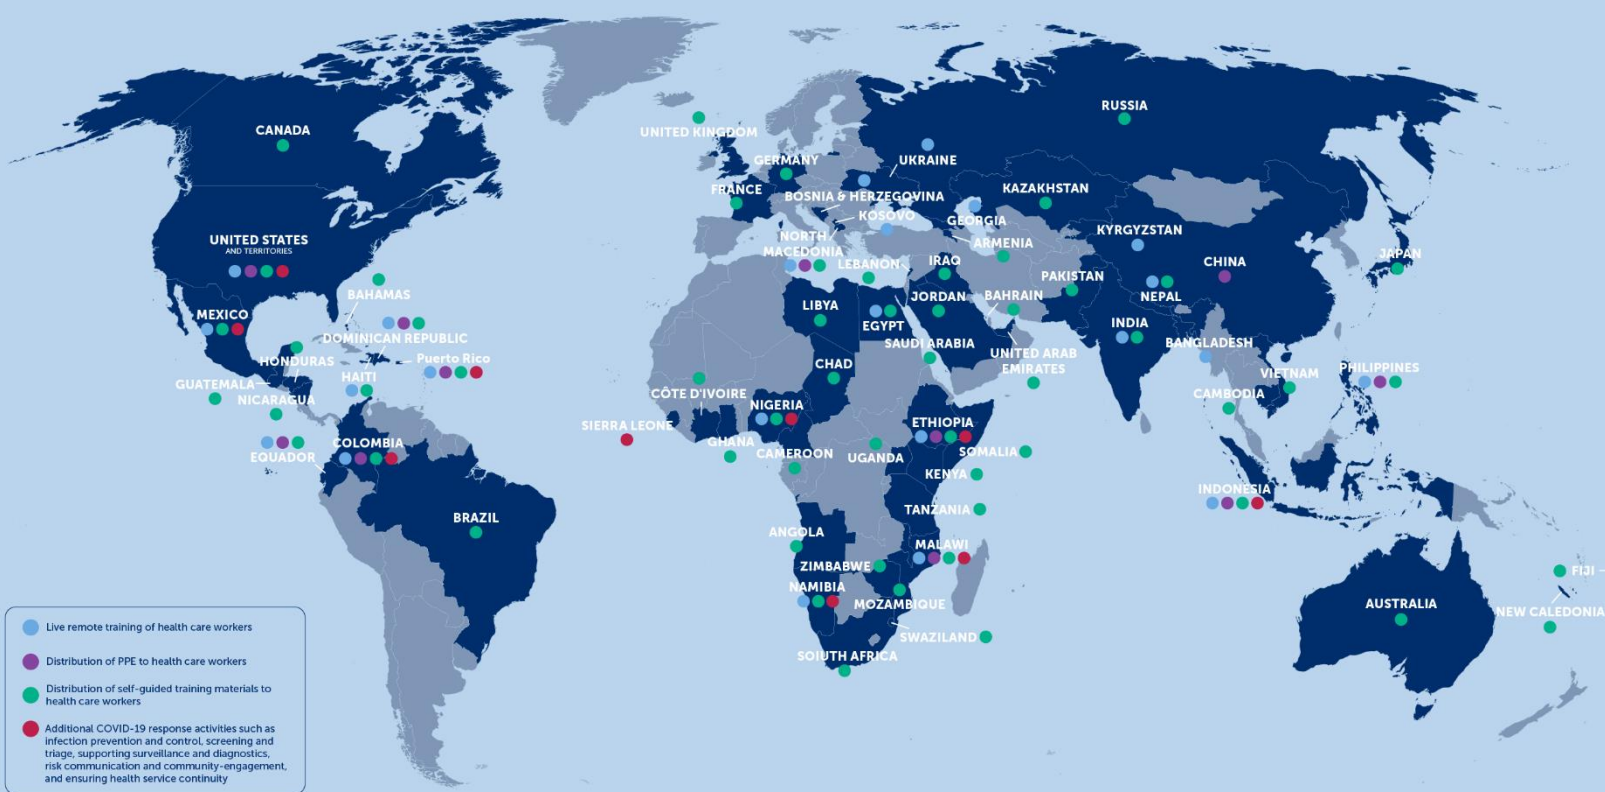 CANADA
UNITED STATES
AND TERRITORIES
MEXICO
BAHAMAS
DOMINICAN REPUBLIC
Puerto Rico
HONDURAS
HAITI
GUATEMALA
NICARAGUA
COLOMBIA
EQUADOR
BRAZIL
UNITED KINGDOM
GERMANY
FRANCE
UKRAINE
BOSNIA & HERZEGOVINA
KOSOVO
NORTH
MACEDONIA
RUSSIA
KAZAKHSTAN
GEORGIA
ARMENIA
KYRGYZSTAN
LEBANON
IRAQ
PAKISTAN
CHINA
JAPAN
NEPAL
LIBYA
EGYPT
JORDAN
BAHRAIN
INDIA
BANGLADESH
SAUDI ARABIA
UNITED ARAB
EMIRATES
VIETNAM
PHILIPPINES
CAMBODIA
CHAD
CÔTE D'IVOIRE
NIGERIA
SIERRA LEONE
GHANA
CAMEROON
UGANDA
ETHIOPIA
SOMALIA
KENYA
TANZANIA
INDONESIA
ANGOLA
MALAWI
ZIMBABWE
NAMIBIA
MOZAMBIQUE
SWAZILAND
SOIUTH AFRICA
AUSTRALIA
FIJI
NEW CALEDONIA
Live remote training of health care workers
Distribution of PPE to health care workers
Distribution of self-guided training materials to
health care workers
Additional COVID-19 response activities such as
infection prevention and control, screening and
triage, supporting surveillance and diagnostics,
risk communication and community-engagement,
and ensuring health service continuity